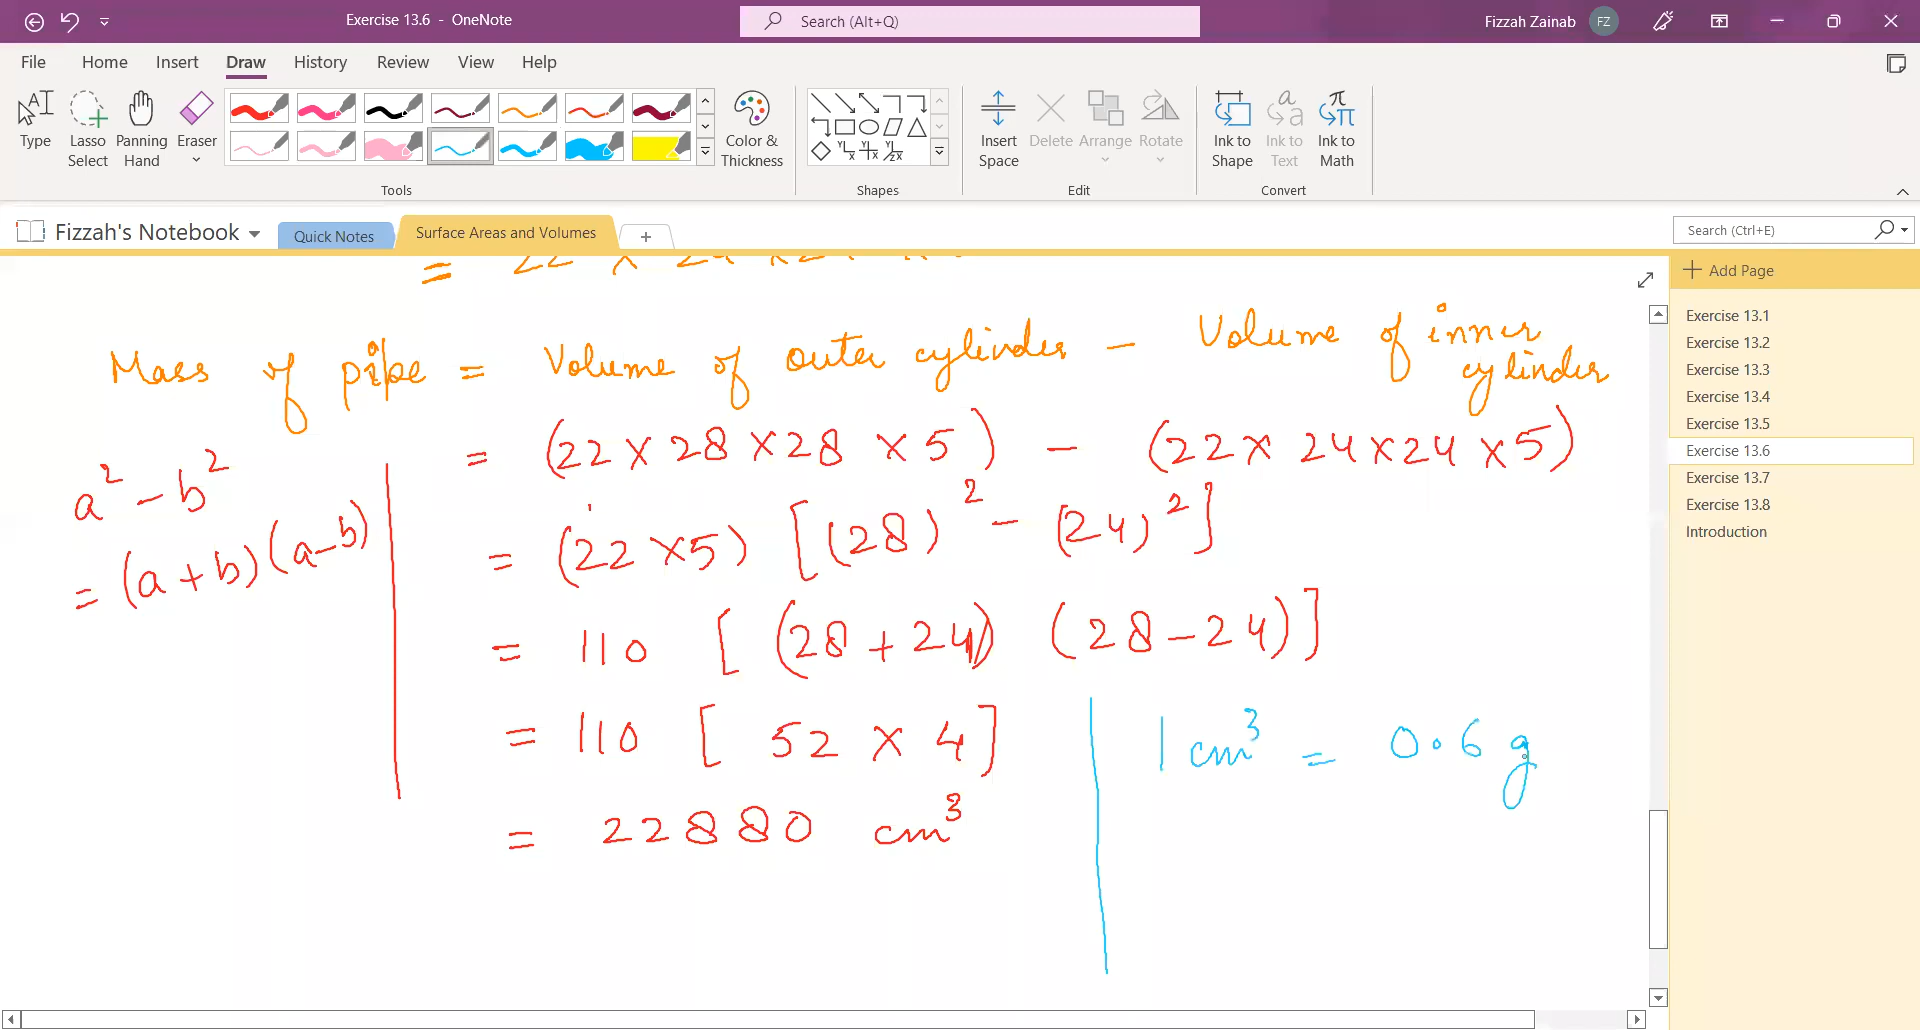 Exercise 13.6 - OneNote
Search (Alt+Q)
Fizzah Zainab FZ
File Home Insert Draw History Review View Help
Type
Lasso Select
Panning Hand
Eraser
Color & Thickness
Insert Space
Delete
Arrange
Rotate
Ink to Shape
Ink to Text
Ink to Math
Tools
Shapes
Edit
Convert
Fizzah's Notebook
Quick Notes
Surface Areas and Volumes
Search (Ctrl+E)
Add Page
Exercise 13.1
Exercise 13.2
Exercise 13.3
Exercise 13.4
Exercise 13.5
Exercise 13.6
Exercise 13.7
Exercise 13.8
Introduction
Mass of pipe = Volume of outer cylinder - Volume of inner cylinder
= (22 × 28 × 28 × 5) - (22 × 24 × 24 × 5)
a² - b²
= (a+b)(a-b)
= (22 × 5) [(28)² - (24)²]
= 110 [(28 + 24) (28 - 24)]
= 110 [52 × 4]
= 22880 cm³
1 cm³ = 0.6 g